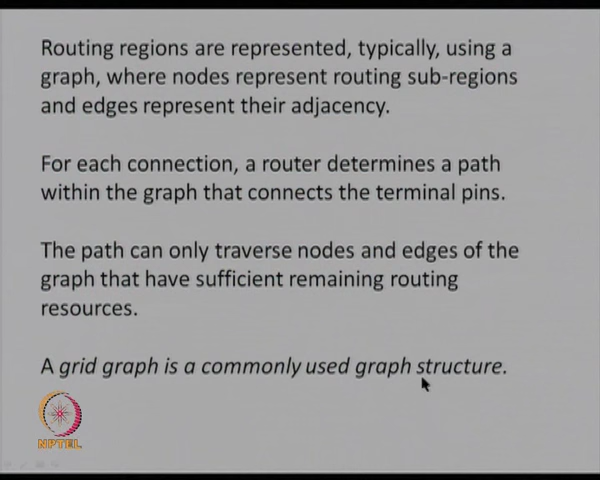 Routing regions are represented, typically, using a
graph, where nodes represent routing sub-regions
and edges represent their adjacency.
For each connection, a router determines a path
within the graph that connects the terminal pins.
The path can only traverse nodes and edges of the
graph that have sufficient remaining routing
resources.
A grid graph is a commonly used graph structure.
NPTEL